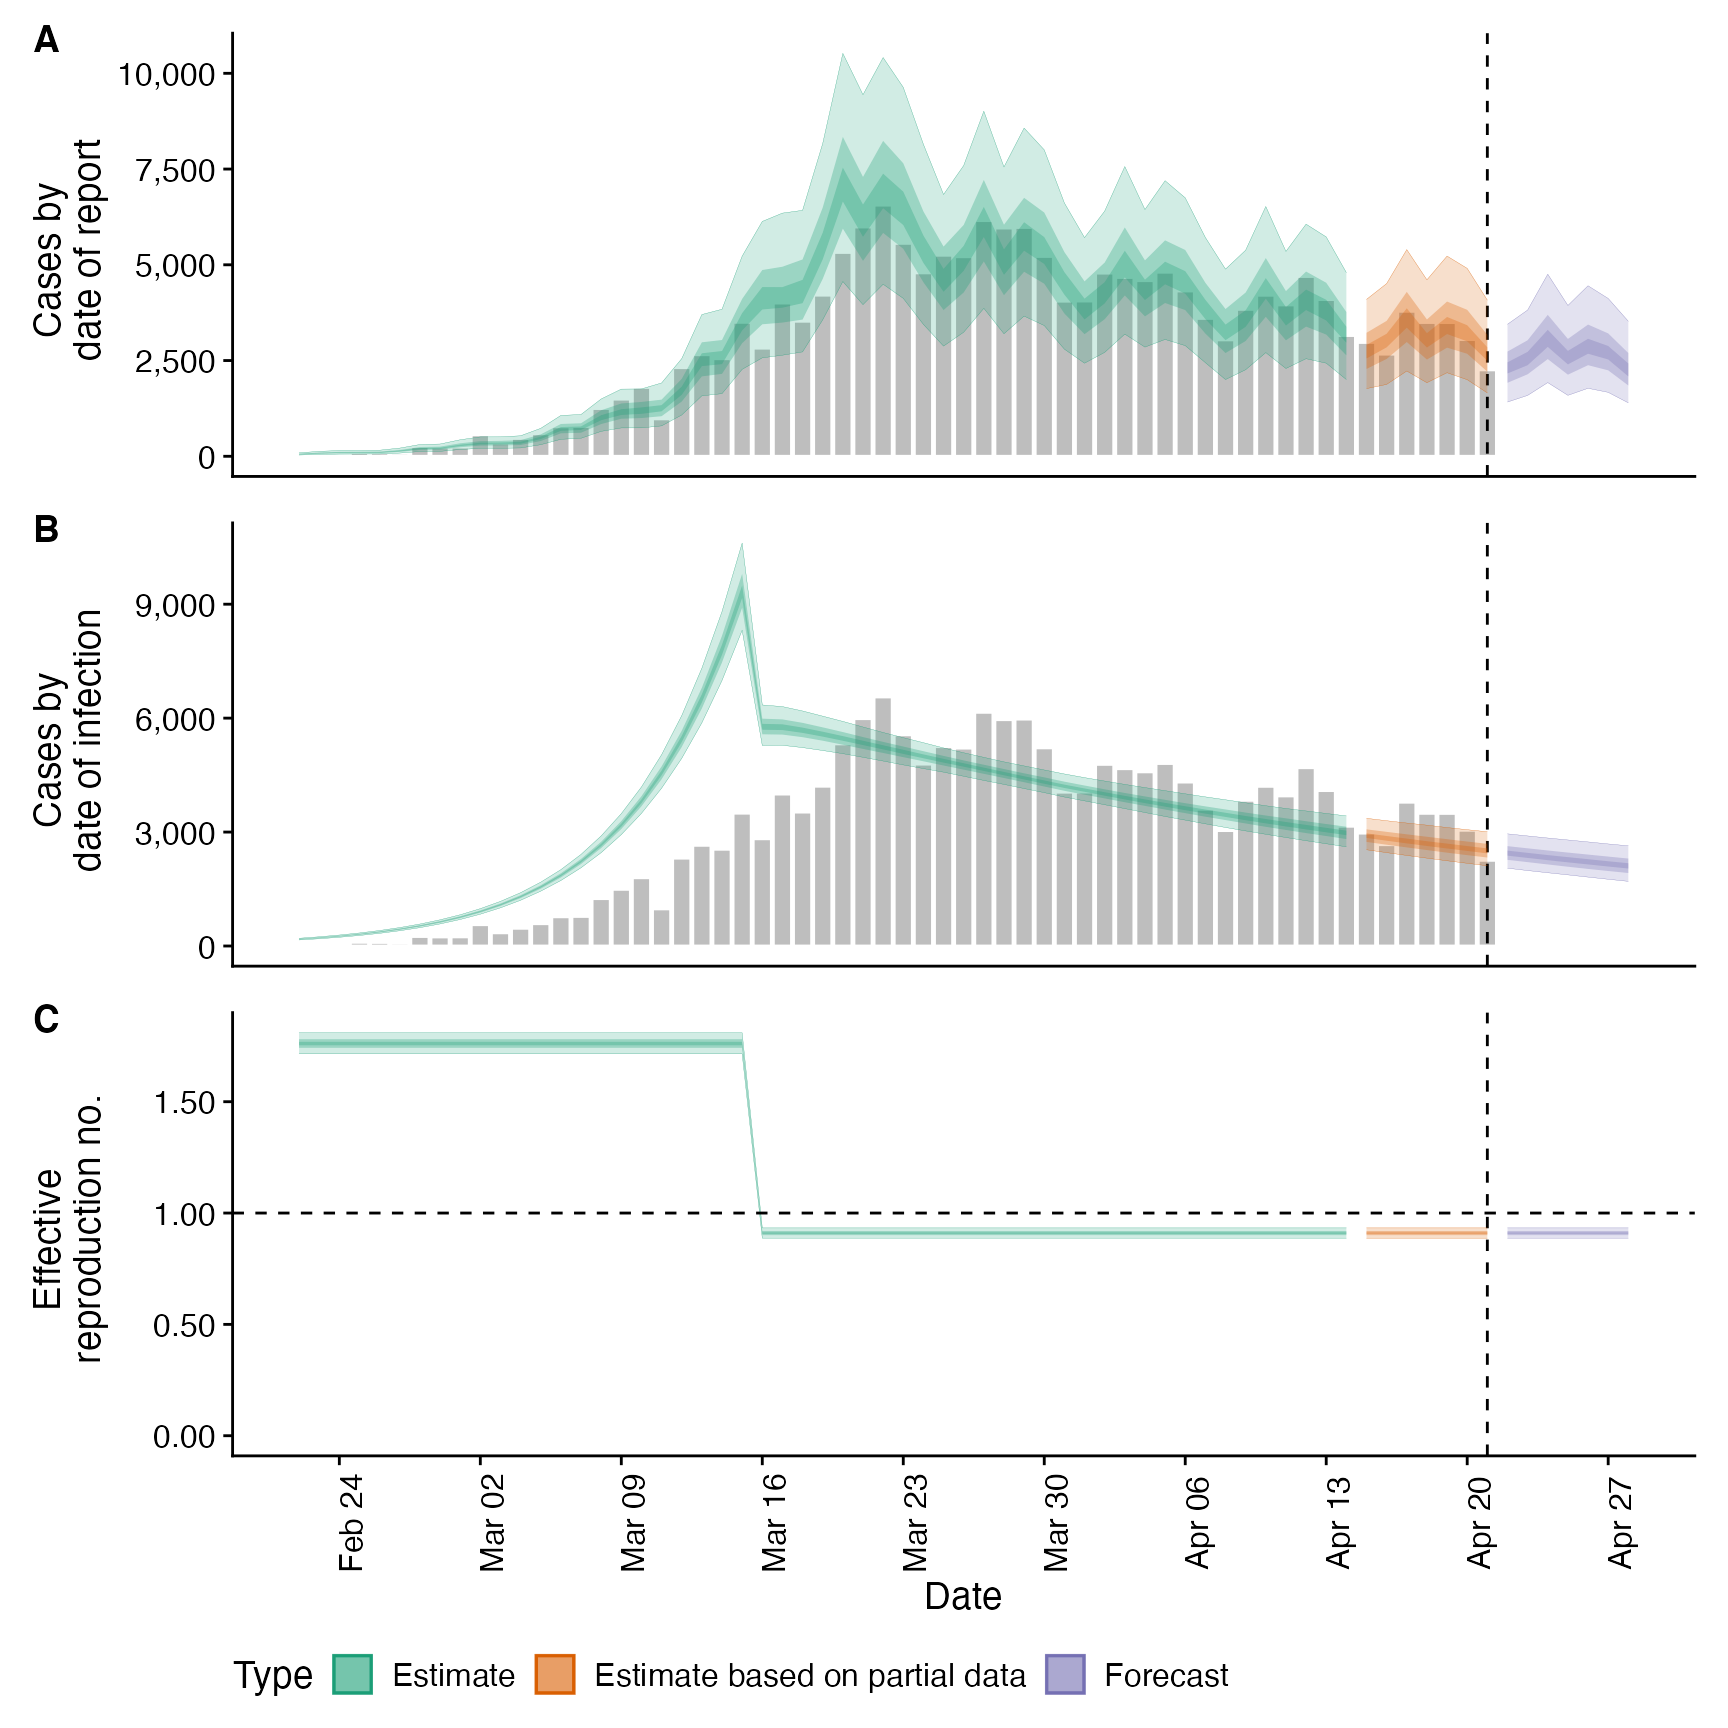 A
Cases by
date of report
10,000
7,500
5,000
2,500
0
B
Cases by
date of infection
9,000
6,000
3,000
0
C
Effective
reproduction no.
1.50
1.00
0.50
0.00
Feb 24
Mar 02
Mar 09
Mar 16
Mar 23
Mar 30
Apr 06
Apr 13
Apr 20
Apr 27
Date
Type Estimate Estimate based on partial data Forecast